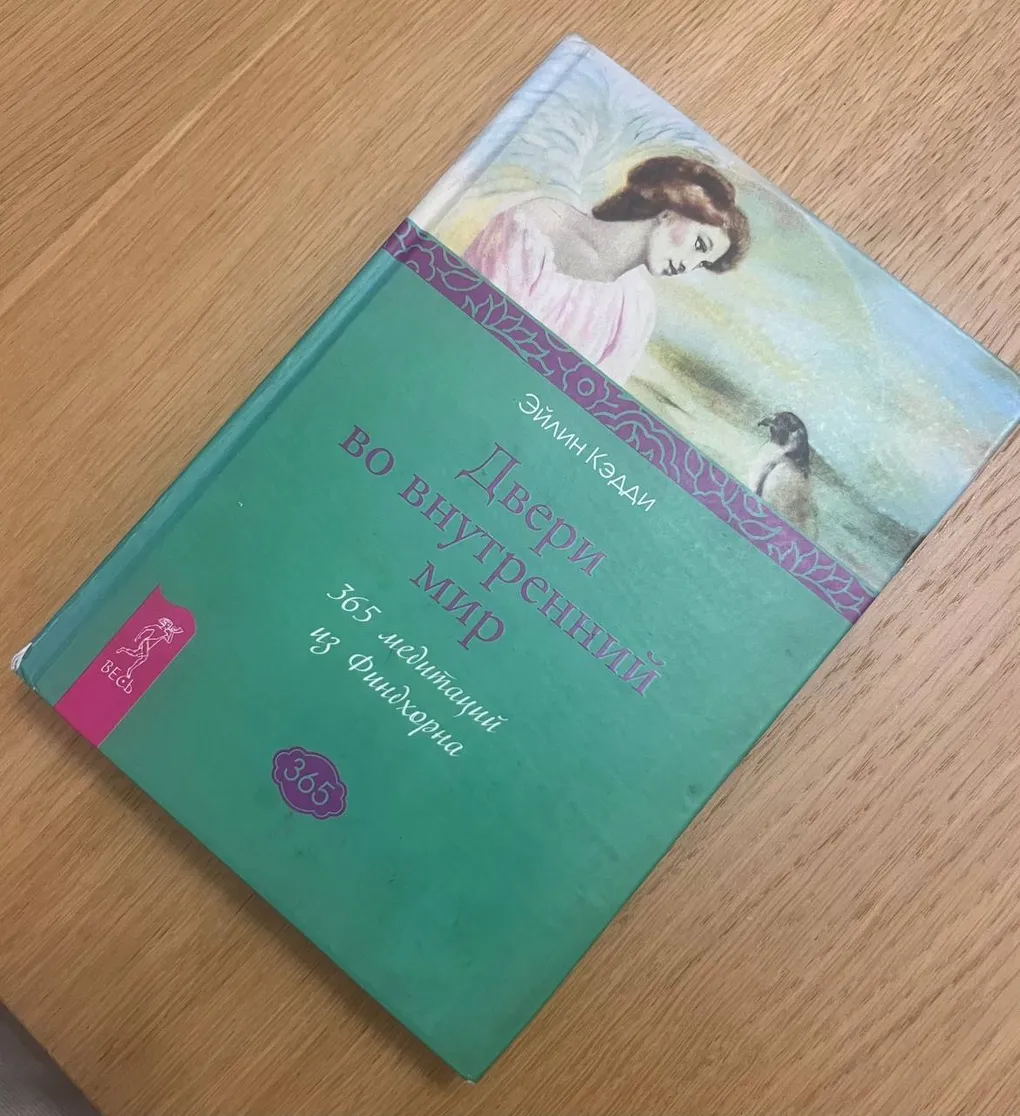 Эйлин Кэдди
Двери
во внутренний
мир
365 медитаций
из Финдхорна
365
ВЕСЬ